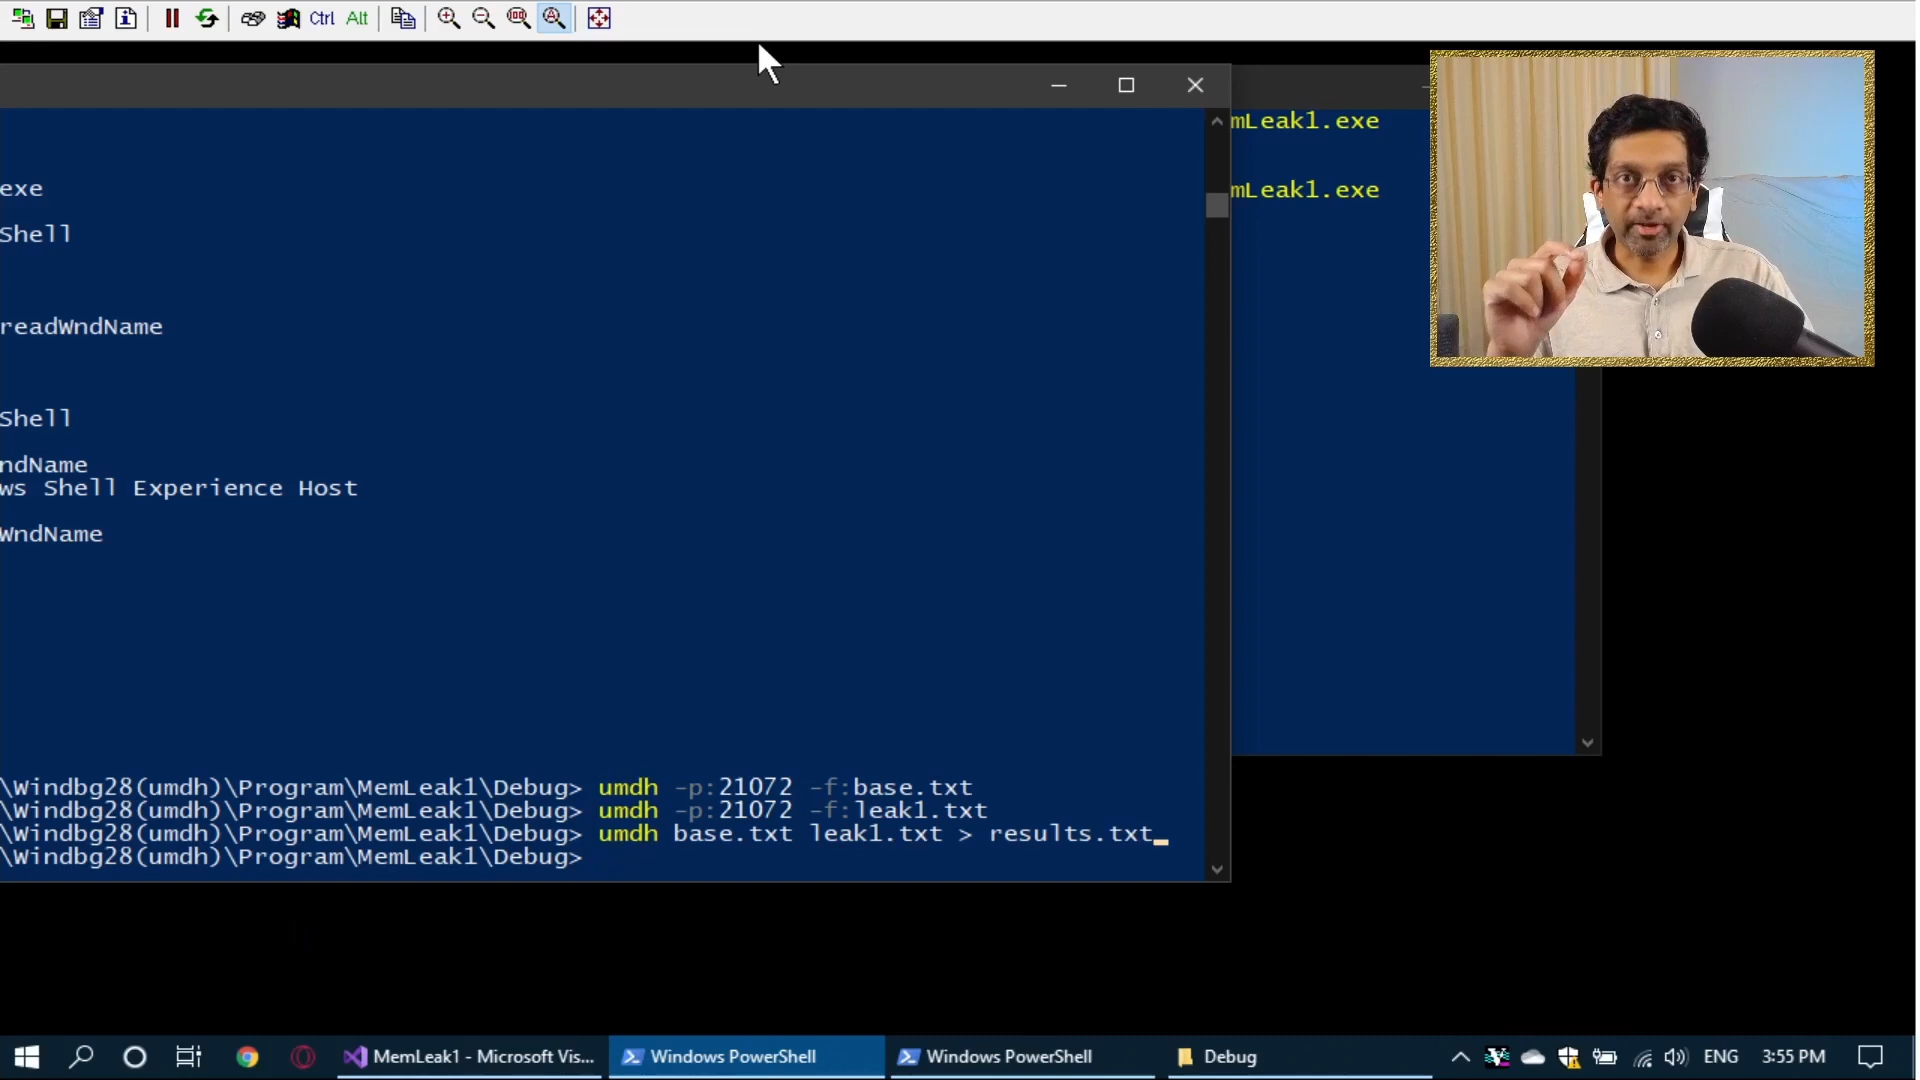 Ctrl Alt
mLeak1.exe
exe
mLeak1.exe
Shell
readWndName
Shell
ndName
ws Shell Experience Host
WndName
\Windbg28(umdh)\Program\MemLeak1\Debug> umdh -p:21072 -f:base.txt
\Windbg28(umdh)\Program\MemLeak1\Debug> umdh -p:21072 -f:leak1.txt
\Windbg28(umdh)\Program\MemLeak1\Debug> umdh base.txt leak1.txt > results.txt
\Windbg28(umdh)\Program\MemLeak1\Debug>
MemLeak1 - Microsoft Vis... Windows PowerShell Windows PowerShell Debug ENG 3:55 PM